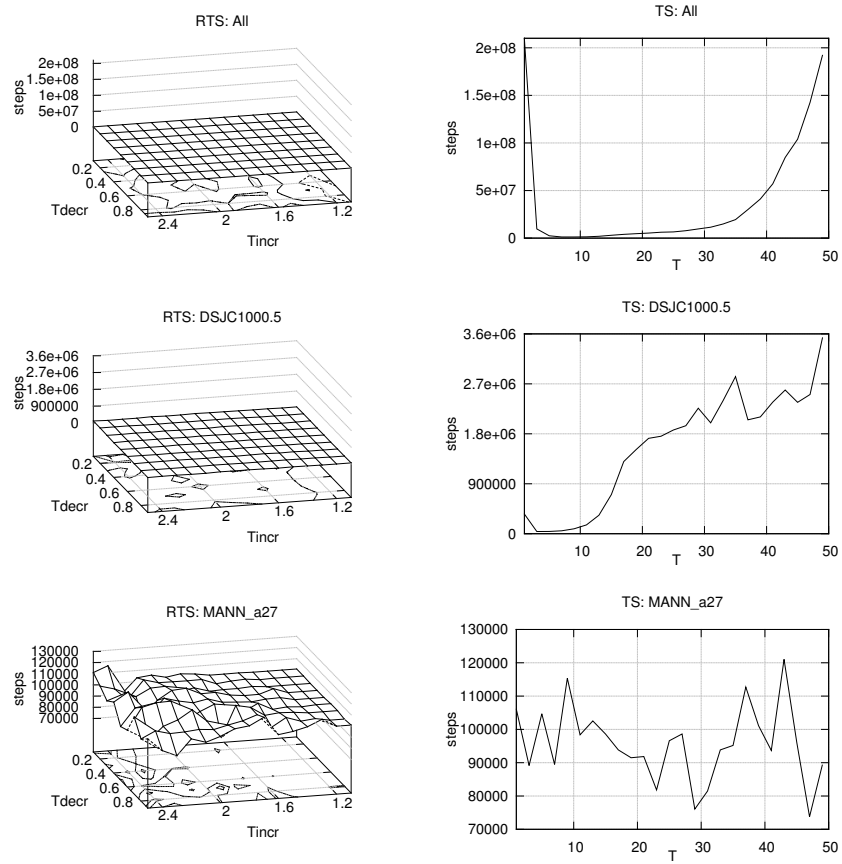 RTS: All
2e+08
1.5e+08
1e+08
5e+07
0
steps
0.2
0.4
0.6
0.8
Tdecr
2.4
2
1.6
1.2
Tincr
TS: All
2e+08
1.5e+08
1e+08
5e+07
0
steps
10
20
30
40
50
T
RTS: DSJC1000.5
3.6e+06
2.7e+06
1.8e+06
900000
0
steps
0.2
0.4
0.6
0.8
Tdecr
2.4
2
1.6
1.2
Tincr
TS: DSJC1000.5
3.6e+06
2.7e+06
1.8e+06
900000
0
steps
10
20
30
40
50
T
RTS: MANN_a27
130000
120000
110000
100000
90000
80000
70000
steps
0.2
0.4
0.6
0.8
Tdecr
2.4
2
1.6
1.2
Tincr
TS: MANN_a27
130000
120000
110000
100000
90000
80000
70000
steps
10
20
30
40
50
T